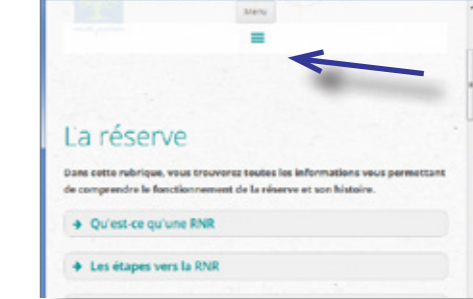 Menu
La réserve
Dans cette rubrique, vous trouverez toutes les informations vous permettant
de comprendre le fonctionnement de la réserve et son histoire.
Qu'est-ce qu'une RNR
Les étapes vers la RNR